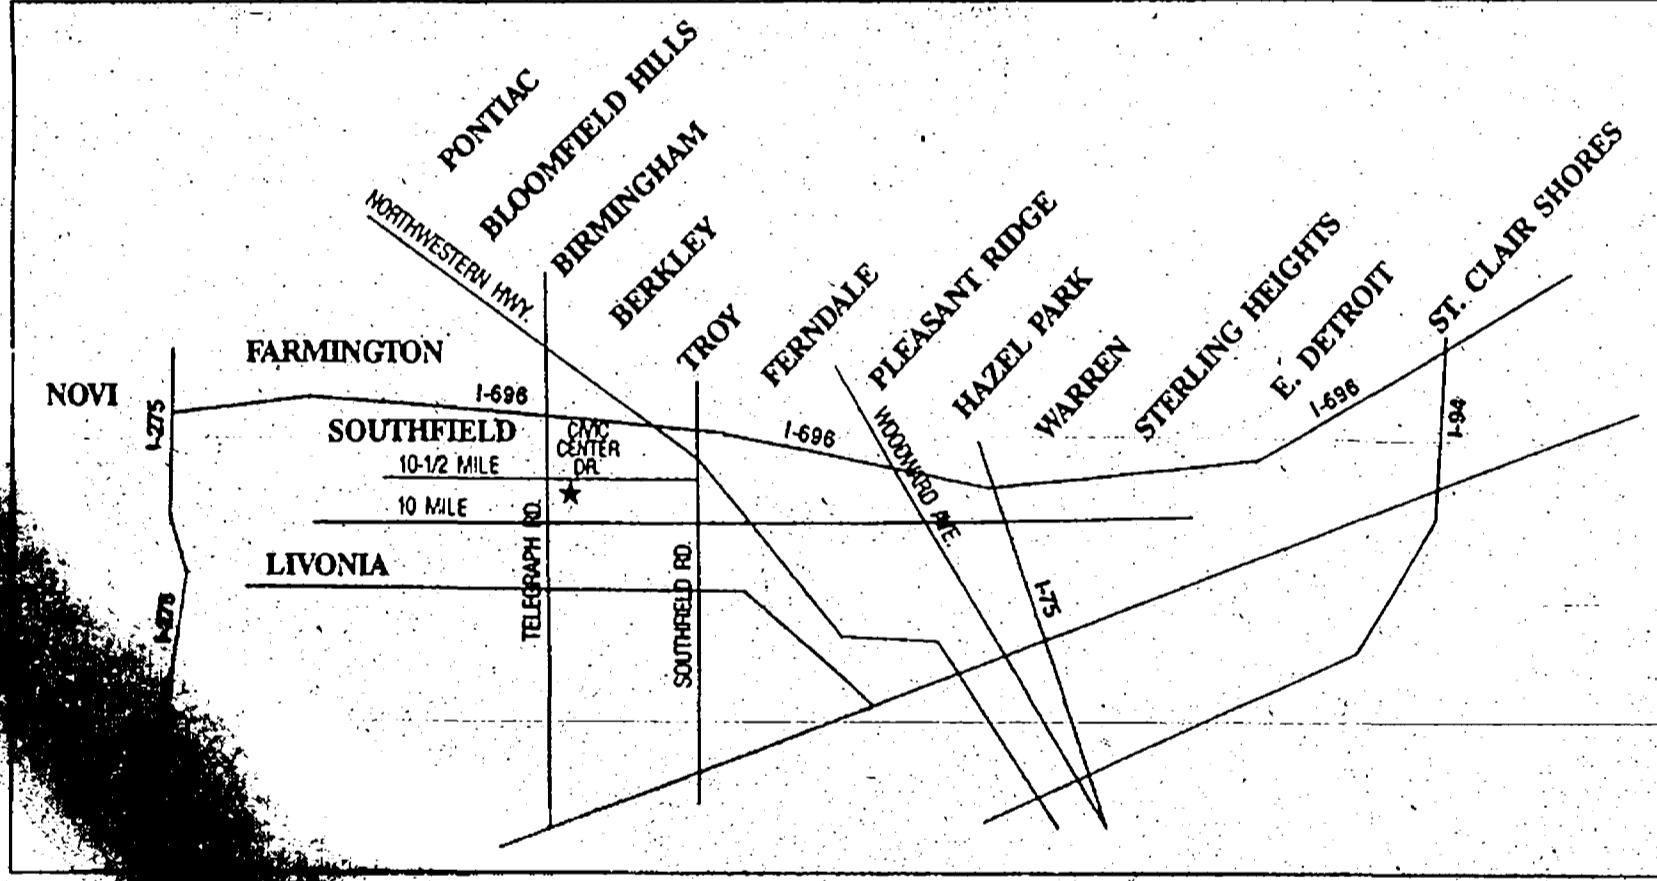 PONTIAC
BLOOMFIELD HILLS
BIRMINGHAM
BERKLEY
TROY
FERNDALE
PLEASANT RIDGE
HAZEL PARK
WARREN
STERLING HEIGHTS
E. DETROIT
ST. CLAIR SHORES
NORTHWESTERN HWY.
FARMINGTON
NOVI
I-275
I-696
SOUTHFIELD
CIVIC
CENTER
DR.
10-1/2 MILE
10 MILE
I-696
WOODWARD AVE.
I-696
I-94
TELEGRAPH RD.
SOUTHFIELD RD.
LIVONIA
I-275
I-75